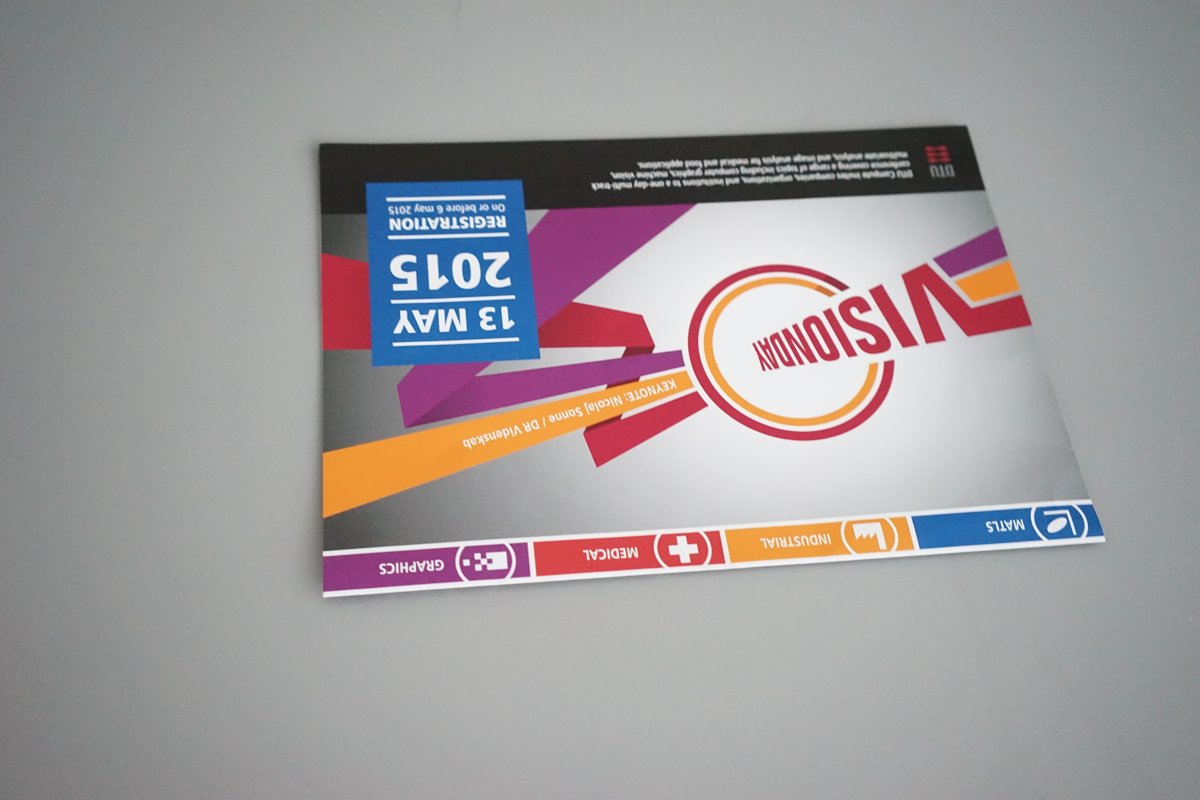 MATLS
INDUSTRIAL
MEDICAL
GRAPHICS
VISIONDAY
KEYNOTE: Nicolaj Sonne / DR Videnskab
13 MAY
2015
REGISTRATION
On or before 6 may 2015
DTU
DTU Compute invites companies, organizations, and institutions to a one-day multi-track
conference covering a range of topics including computer graphics, machine vision,
multivariate analysis, and image analysis for medical and food applications.